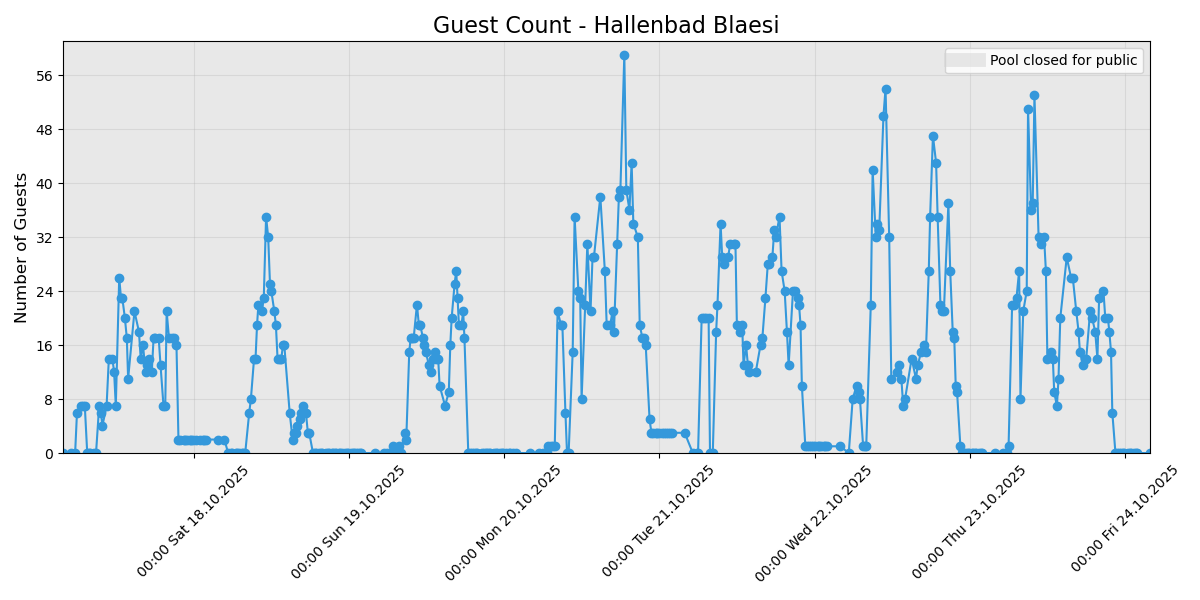 Guest Count - Hallenbad Blaesi
Pool closed for public
Number of Guests
56
48
40
32
24
16
8
0
00:00 Sat 18.10.2025
00:00 Sun 19.10.2025
00:00 Mon 20.10.2025
00:00 Tue 21.10.2025
00:00 Wed 22.10.2025
00:00 Thu 23.10.2025
00:00 Fri 24.10.2025